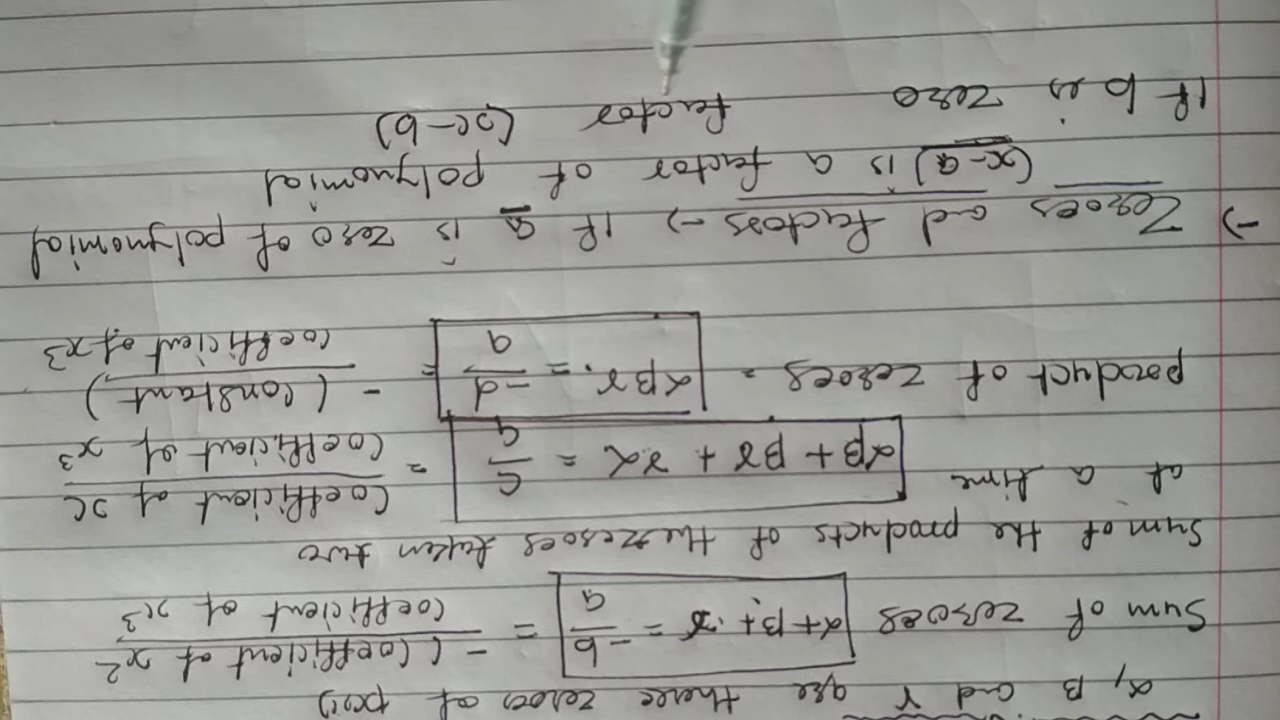 α, β and γ are there zeroes of p(x)
Sum of zeroes α+β+γ = -b/a = -(Coefficient of x²/Coefficient of x³
Sum of the products of the zeroes taken two
at a time αβ + βγ + γα = c/a = Coefficient of x/Coefficient of x³
product of zeroes = αβγ = -d/a = -(Constant)/Coefficient of x³
→ Zeroes and factors → If a is zero of polynomial
(x-a) is a factor of polynomial
If b is zero factor (x-b)